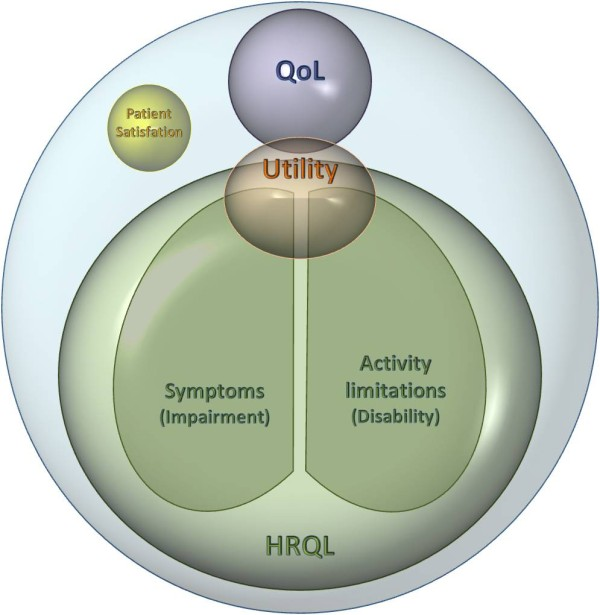 QoL
Patient
Satisfation
Utility
Symptoms
(Impairment)
Activity
limitations
(Disability)
HRQL